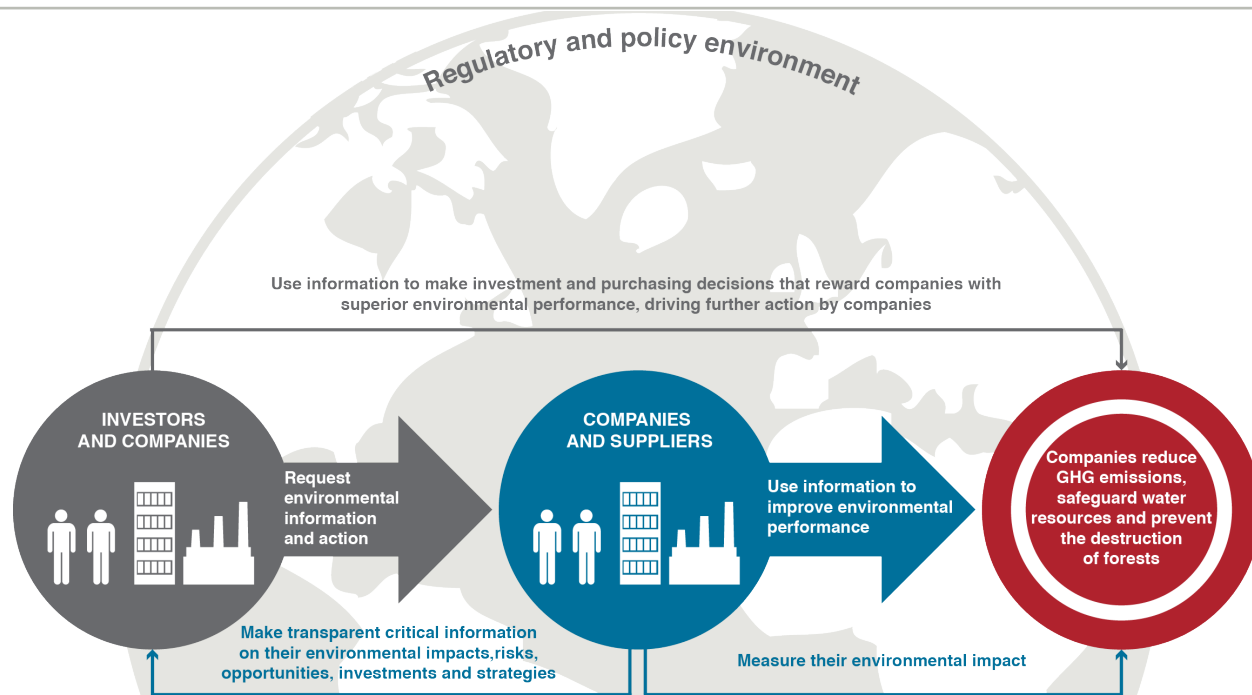 Regulatory and policy environment
Use information to make investment and purchasing decisions that reward companies with
superior environmental performance, driving further action by companies
INVESTORS
AND COMPANIES
Request
environmental
information
and action
COMPANIES
AND SUPPLIERS
Use information to
improve environmental
performance
Companies reduce
GHG emissions,
safeguard water
resources and prevent
the destruction
of forests
Make transparent critical information
on their environmental impacts,risks,
opportunities, investments and strategies
Measure their environmental impact